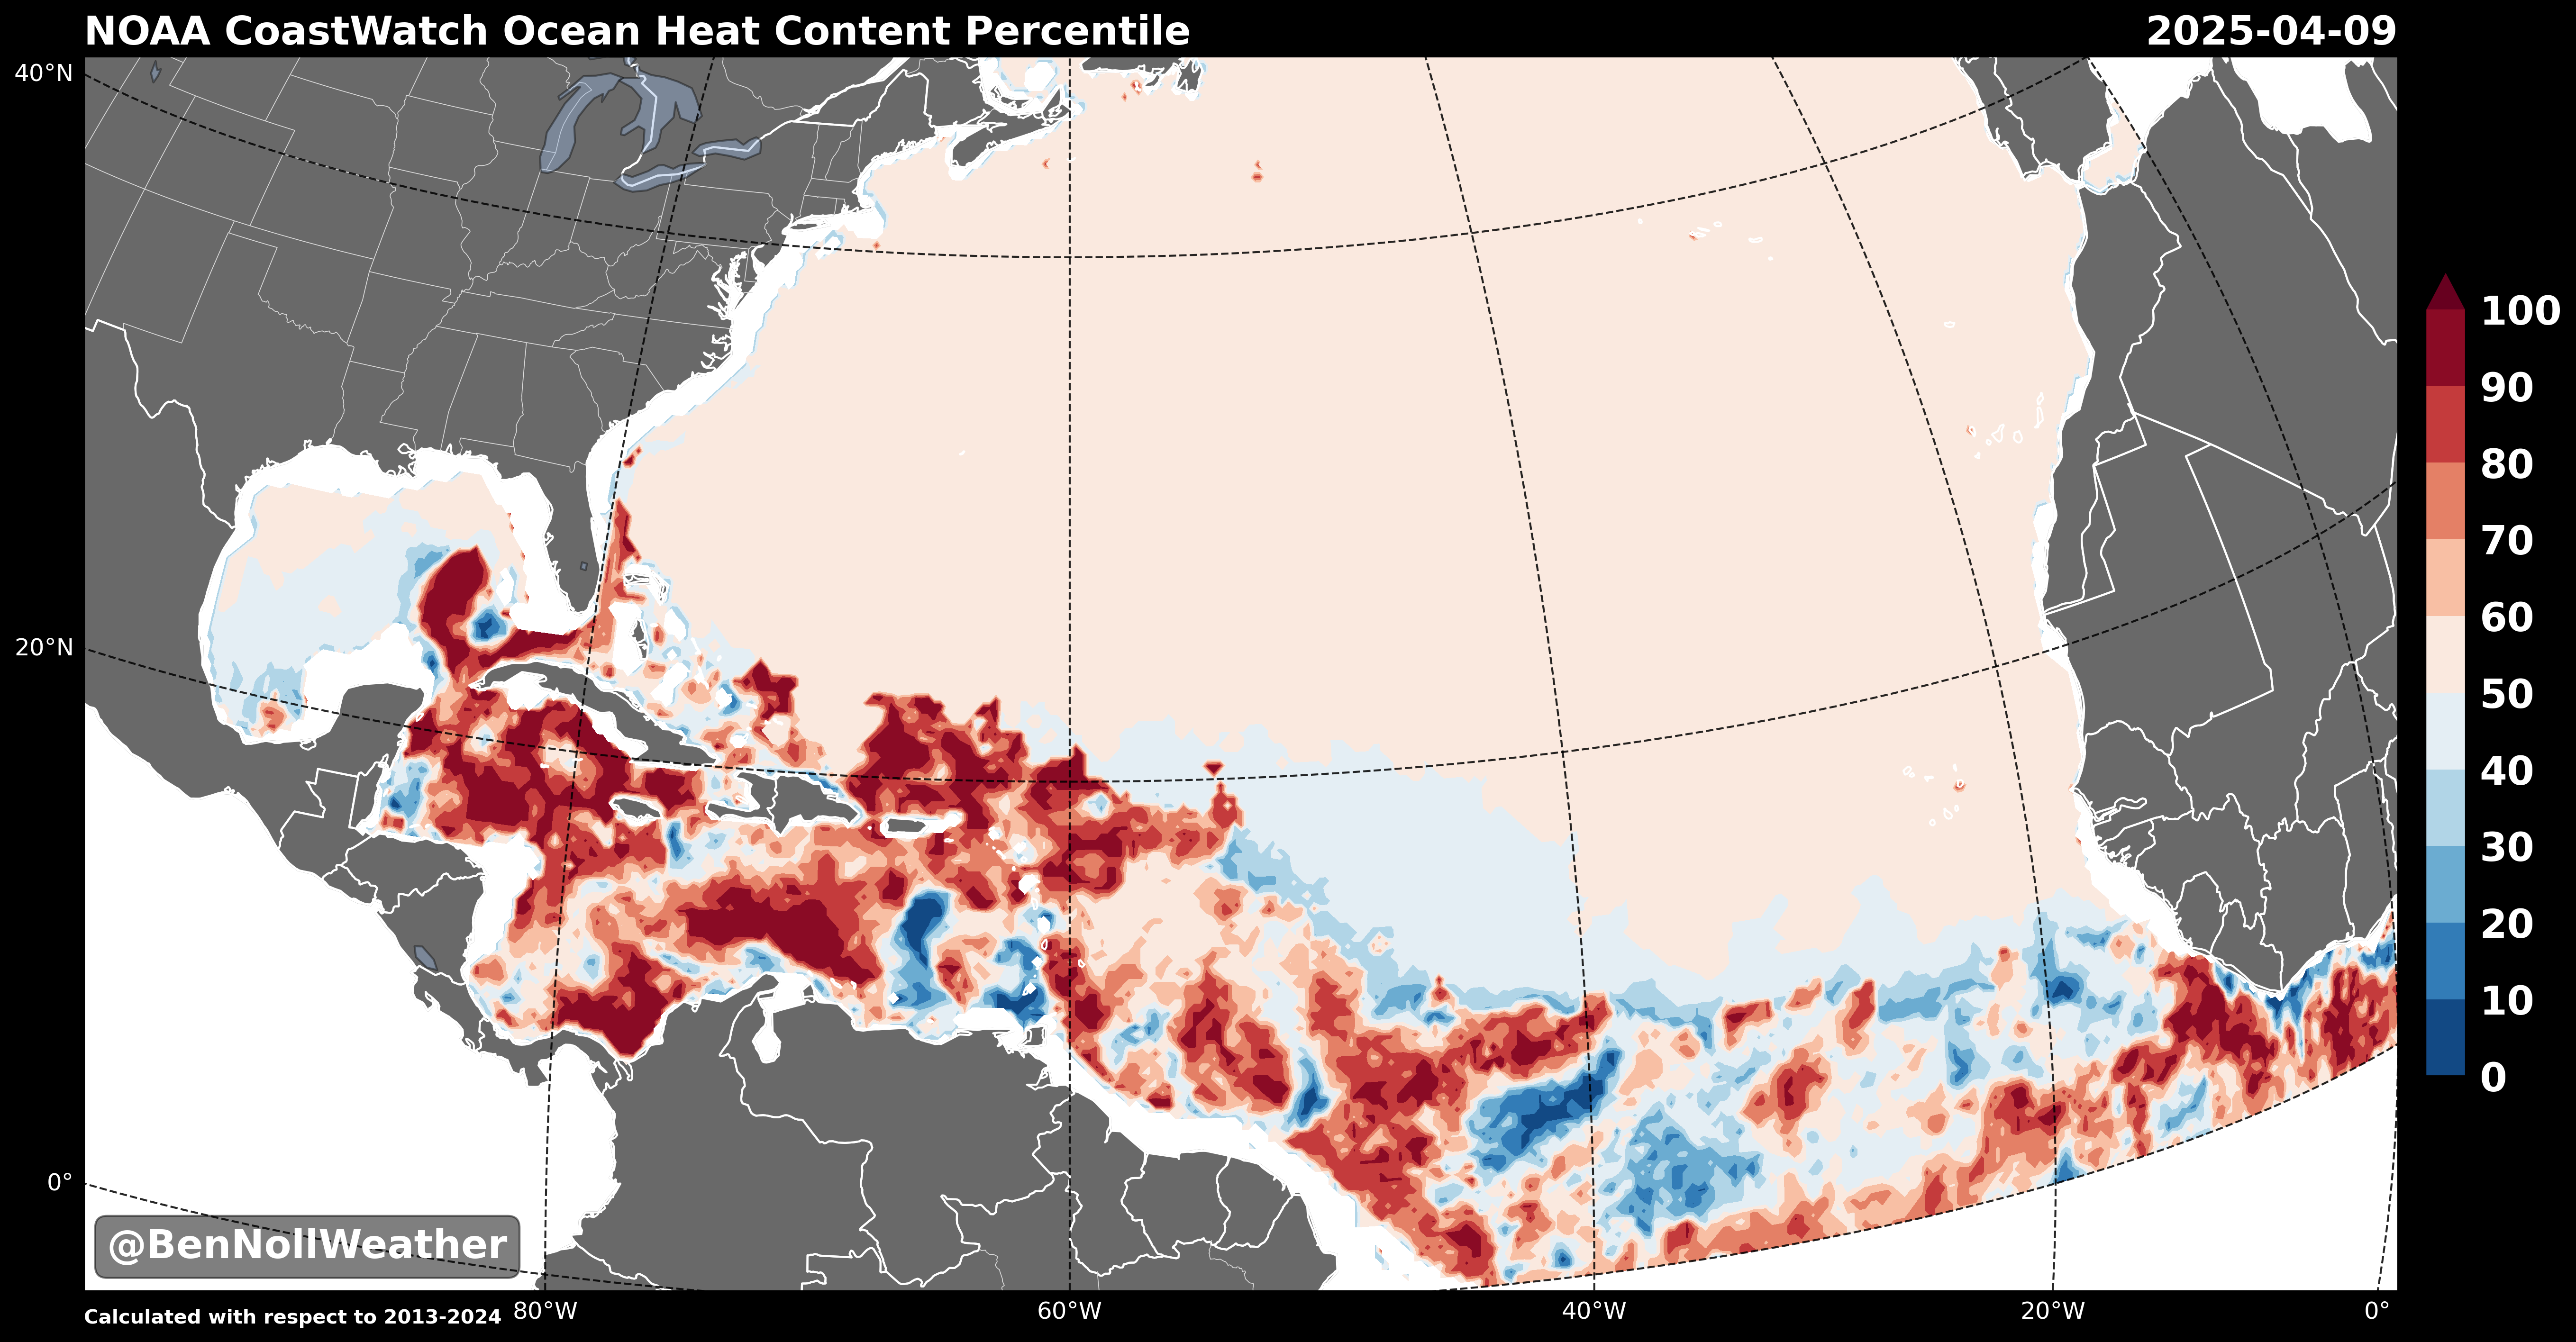 NOAA CoastWatch Ocean Heat Content Percentile
2025-04-09
40°N
20°N
0°
100
90
80
70
60
50
40
30
20
10
0
@BenNollWeather
Calculated with respect to 2013-2024
80°W
60°W
40°W
20°W
0°